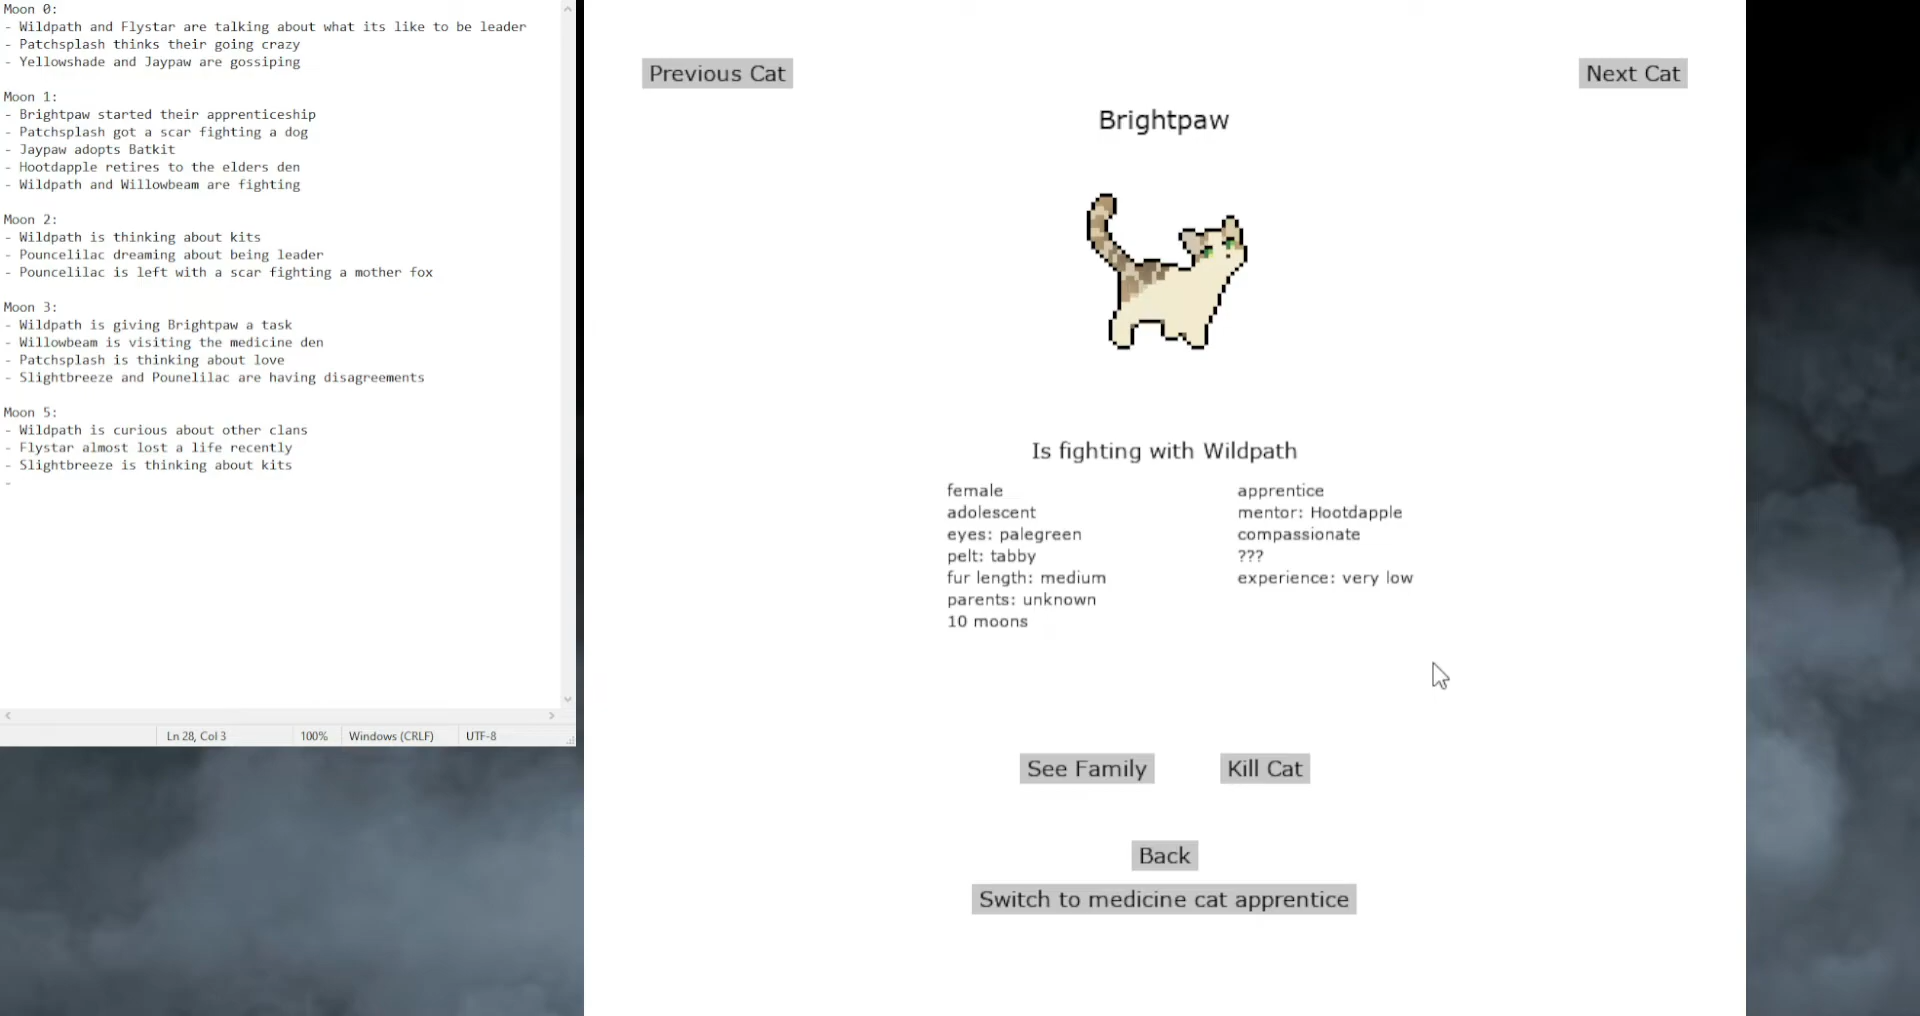 Moon 0:
- Wildpath and Flystar are talking about what its like to be leader
- Patchsplash thinks their going crazy
- Yellowshade and Jaypaw are gossiping
Moon 1:
- Brightpaw started their apprenticeship
- Patchsplash got a scar fighting a dog
- Jaypaw adopts Batkit
- Hootdapple retires to the elders den
- Wildpath and Willowbeam are fighting
Moon 2:
- Wildpath is thinking about kits
- Pouncelilac dreaming about being leader
- Pouncelilac is left with a scar fighting a mother fox
Moon 3:
- Wildpath is giving Brightpaw a task
- Willowbeam is visiting the medicine den
- Patchsplash is thinking about love
- Slightbreeze and Pounelilac are having disagreements
Moon 5:
- Wildpath is curious about other clans
- Flystar almost lost a life recently
- Slightbreeze is thinking about kits
-
Ln 28, Col 3
100%
Windows (CRLF)
UTF-8
Previous Cat
Next Cat
Brightpaw
Is fighting with Wildpath
female
adolescent
eyes: palegreen
pelt: tabby
fur length: medium
parents: unknown
10 moons
apprentice
mentor: Hootdapple
compassionate
???
experience: very low
See Family
Kill Cat
Back
Switch to medicine cat apprentice